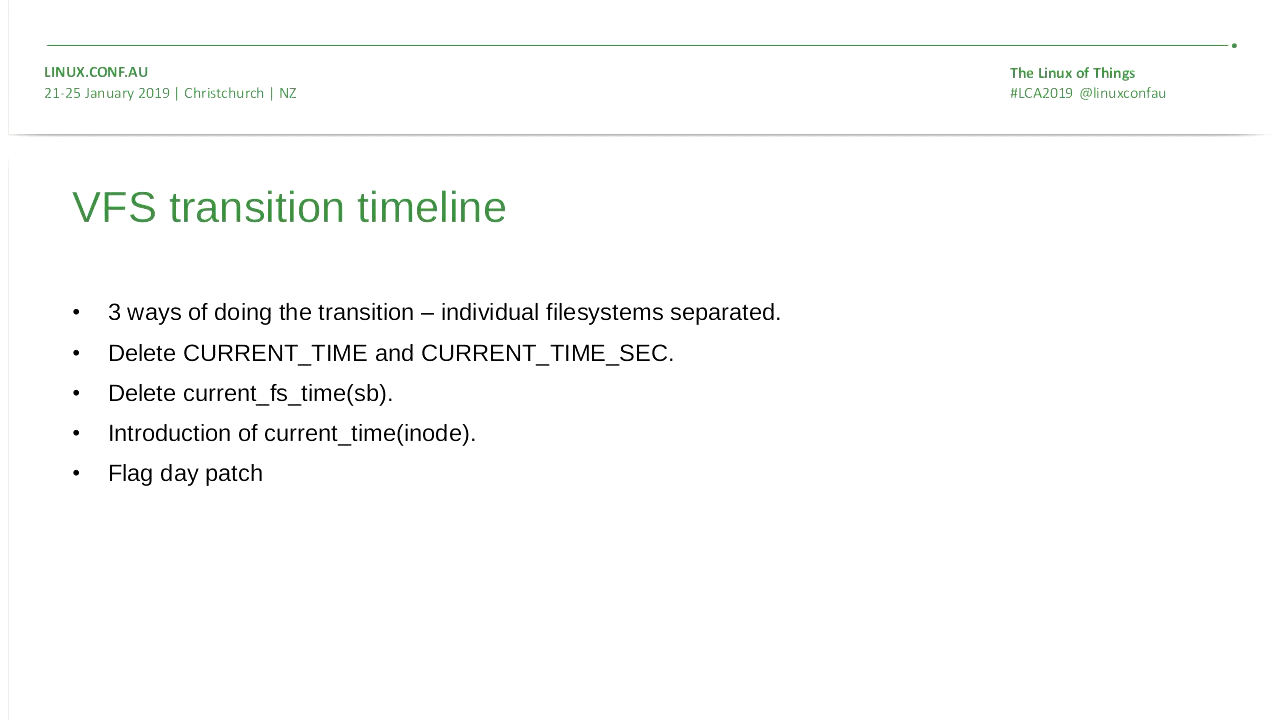 LINUX.CONF.AU
21-25 January 2019 | Christchurch | NZ
The Linux of Things
#LCA2019 @linuxconfau
VFS transition timeline
• 3 ways of doing the transition – individual filesystems separated.
• Delete CURRENT_TIME and CURRENT_TIME_SEC.
• Delete current_fs_time(sb).
• Introduction of current_time(inode).
• Flag day patch